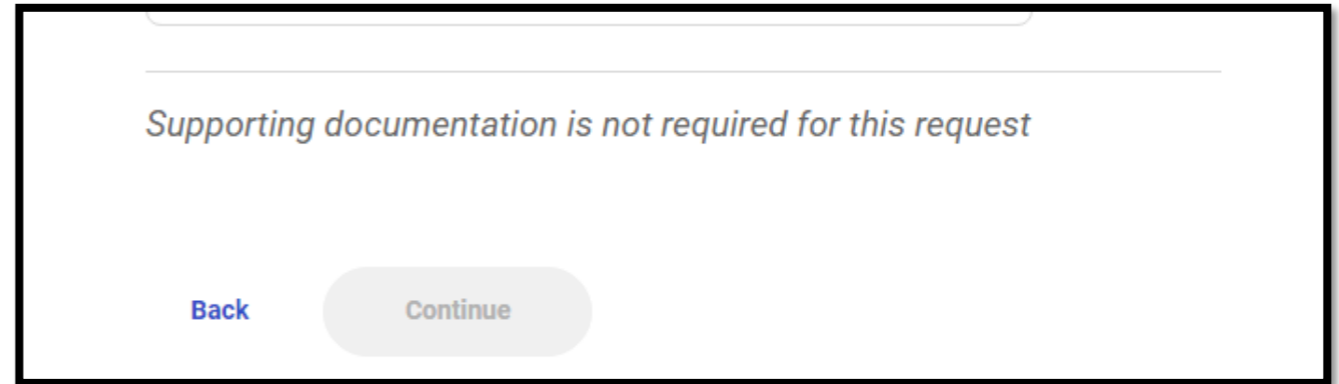 Supporting documentation is not required for this request
Back
Continue